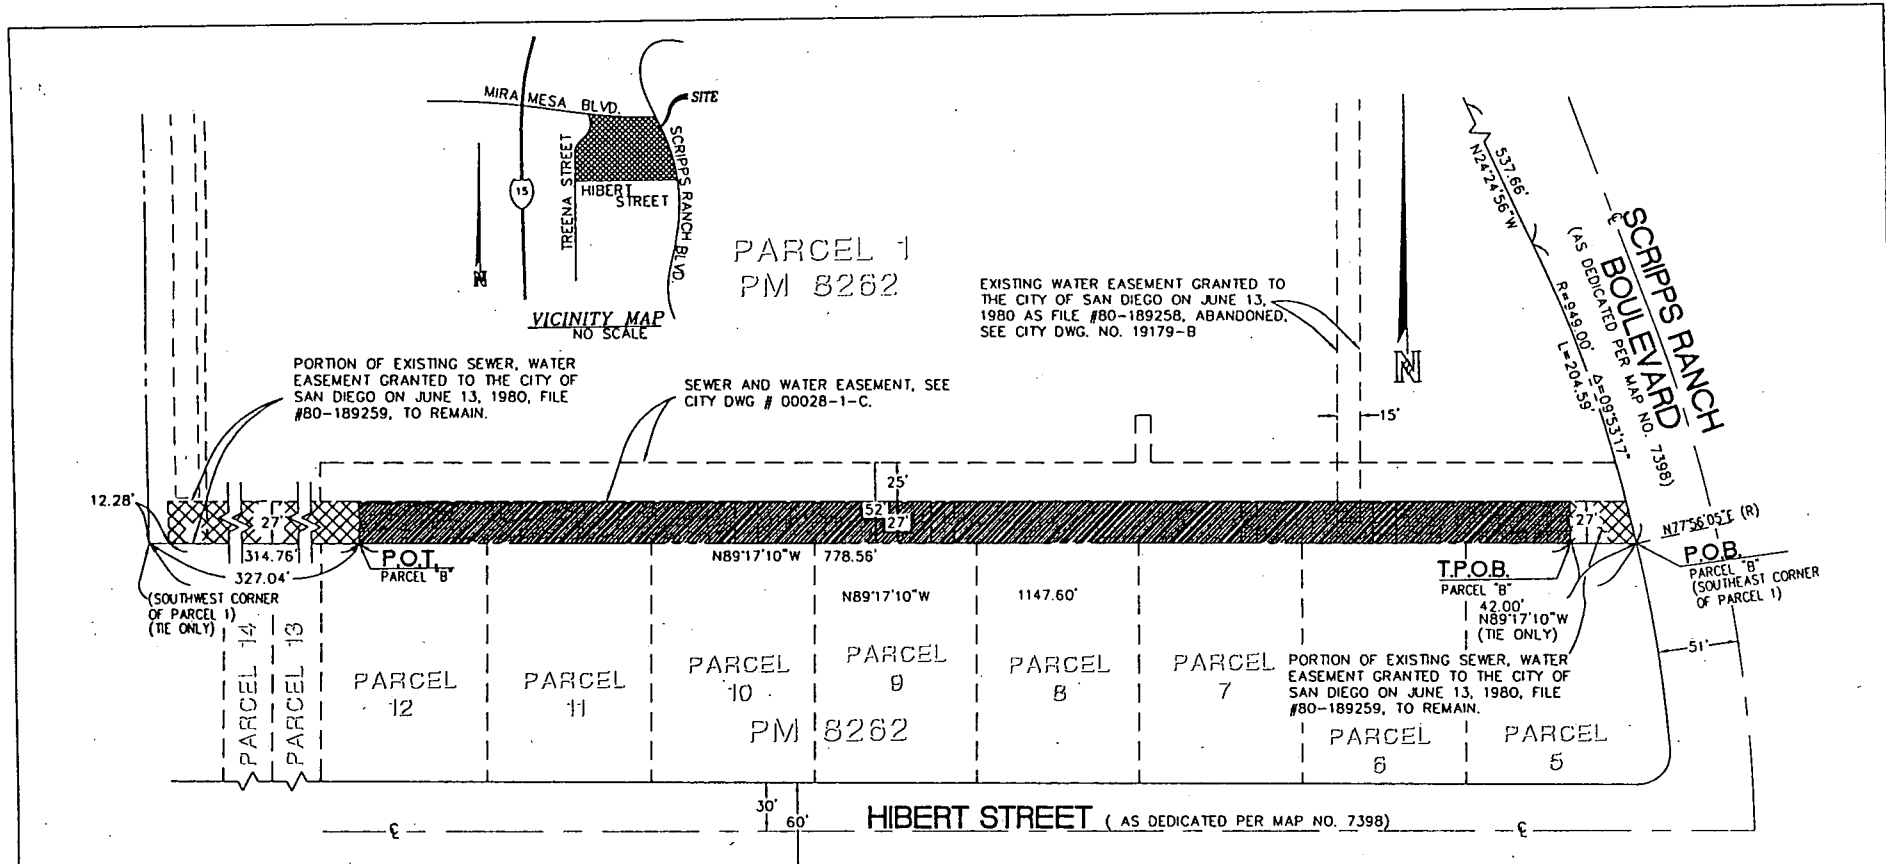 MIRA MESA BLVD.
SITE
15
TREENA STREET
HIBERT
STREET
SCRIPPS RANCH BLVD.
N
VICINITY MAP
NO SCALE
PARCEL 1
PM 8262
EXISTING WATER EASEMENT GRANTED TO
THE CITY OF SAN DIEGO ON JUNE 13,
1980 AS FILE #80-189258, ABANDONED,
SEE CITY DWG. NO. 19179-B
N
537.66'
N24°24'56"W
R=949.00' Δ=09°53'17"
L=204.59'
SCRIPPS RANCH
BOULEVARD
(AS DEDICATED PER MAP NO. 7398)
PORTION OF EXISTING SEWER, WATER
EASEMENT GRANTED TO THE CITY OF
SAN DIEGO ON JUNE 13, 1980, FILE
#80-189259, TO REMAIN.
SEWER AND WATER EASEMENT, SEE
CITY DWG # 00028-1-C.
15'
25'
52'
27'
12.28'
27'
27'
314.76'
327.04'
P.O.T.
PARCEL "B"
N89°17'10"W 778.56'
N89°17'10"W 1147.60'
T.P.O.B.
PARCEL "B"
42.00'
N89°17'10"W
(TIE ONLY)
N77°56'05"E (R)
P.O.B.
PARCEL "B"
(SOUTHEAST CORNER
OF PARCEL 1)
(SOUTHWEST CORNER
OF PARCEL 1)
(TIE ONLY)
51'
PARCEL 14
PARCEL 13
PARCEL
12
PARCEL
11
PARCEL
10
PARCEL
9
PARCEL
8
PARCEL
7
PORTION OF EXISTING SEWER, WATER
EASEMENT GRANTED TO THE CITY OF
SAN DIEGO ON JUNE 13, 1980, FILE
#80-189259, TO REMAIN.
PM 8262
PARCEL
6
PARCEL
5
30'
60'
HIBERT STREET (AS DEDICATED PER MAP NO. 7398)